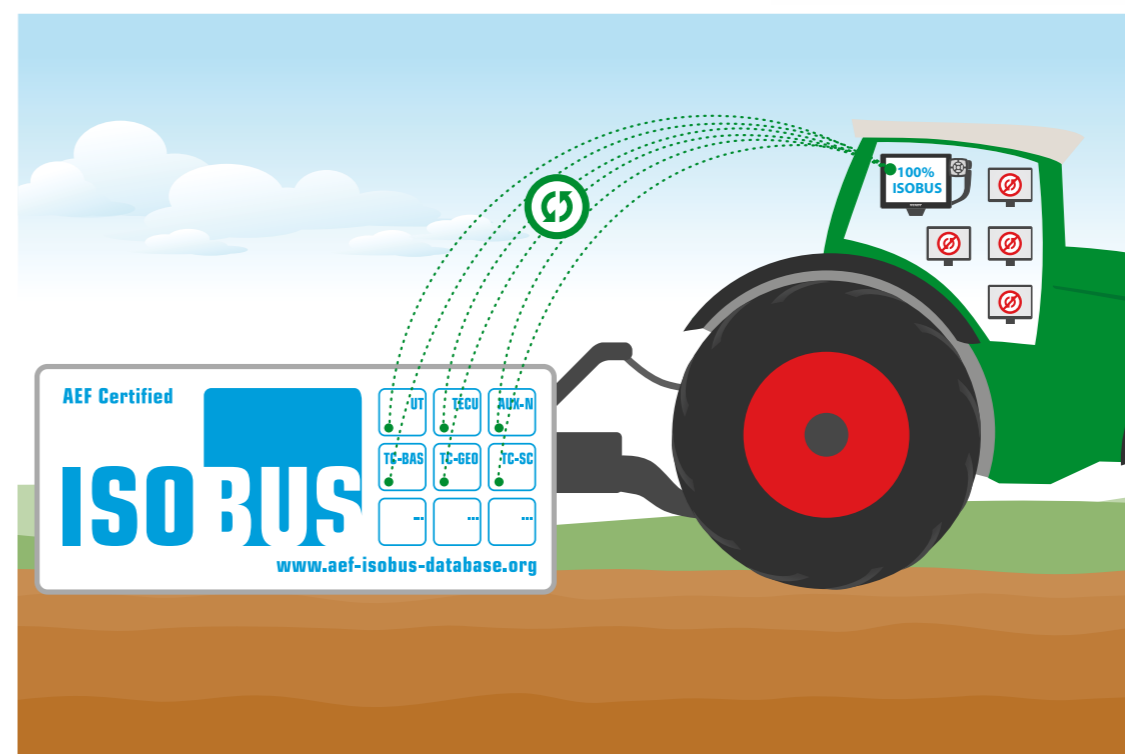 AEF Certified
ISOBUS
UT
TECU
AUX-N
TC-BAS
TC-GEO
TC-SC
...
...
...
www.aef-isobus-database.org
100%
ISOBUS